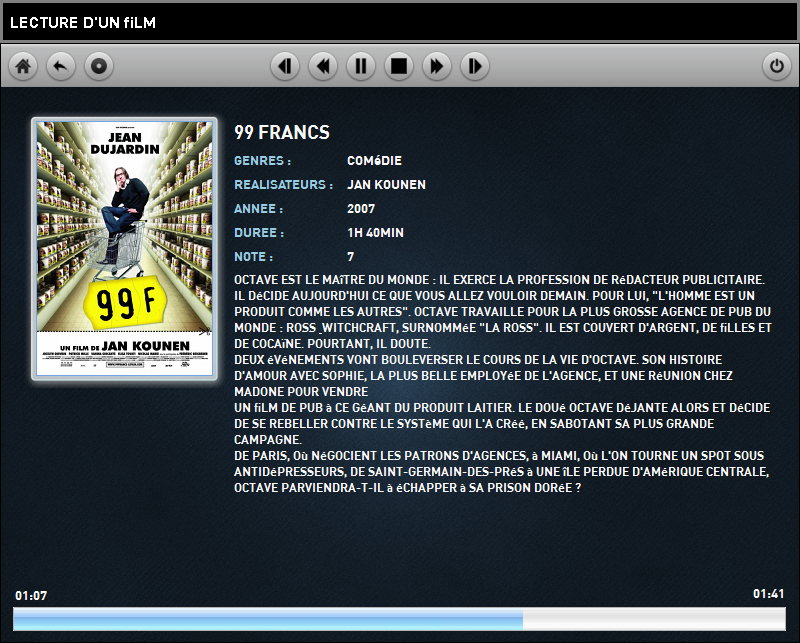 LECTURE D'UN fiLM
JEAN
DUJARDIN
99 F
UN FILM DE JAN KOUNEN
99 FRANCS
GENRES : COMéDIE
REALISATEURS : JAN KOUNEN
ANNEE : 2007
DUREE : 1H 40MIN
NOTE : 7
OCTAVE EST LE MAîTRE DU MONDE : IL EXERCE LA PROFESSION DE RéDACTEUR PUBLICITAIRE.
IL DéCIDE AUJOURD'HUI CE QUE VOUS ALLEZ VOULOIR DEMAIN. POUR LUI, "L'HOMME EST UN
PRODUIT COMME LES AUTRES". OCTAVE TRAVAILLE POUR LA PLUS GROSSE AGENCE DE PUB DU
MONDE : ROSS_WITCHCRAFT, SURNOMMéE "LA ROSS". IL EST COUVERT D'ARGENT, DE fiLLES ET
DE COCAïNE. POURTANT, IL DOUTE.
DEUX éVéNEMENTS VONT BOULEVERSER LE COURS DE LA VIE D'OCTAVE. SON HISTOIRE
D'AMOUR AVEC SOPHIE, LA PLUS BELLE EMPLOYéE DE L'AGENCE, ET UNE RéUNION CHEZ
MADONE POUR VENDRE
UN fiLM DE PUB à CE GéANT DU PRODUIT LAITIER. LE DOUé OCTAVE DéJANTE ALORS ET DéCIDE
DE SE REBELLER CONTRE LE SYSTèME QUI L'A CRéé, EN SABOTANT SA PLUS GRANDE
CAMPAGNE.
DE PARIS, Où NéGOCIENT LES PATRONS D'AGENCES, à MIAMI, Où L'ON TOURNE UN SPOT SOUS
ANTIDéPRESSEURS, DE SAINT-GERMAIN-DES-PRéS à UNE îLE PERDUE D'AMéRIQUE CENTRALE,
OCTAVE PARVIENDRA-T-IL à éCHAPPER à SA PRISON DORéE ?
01:07
01:41